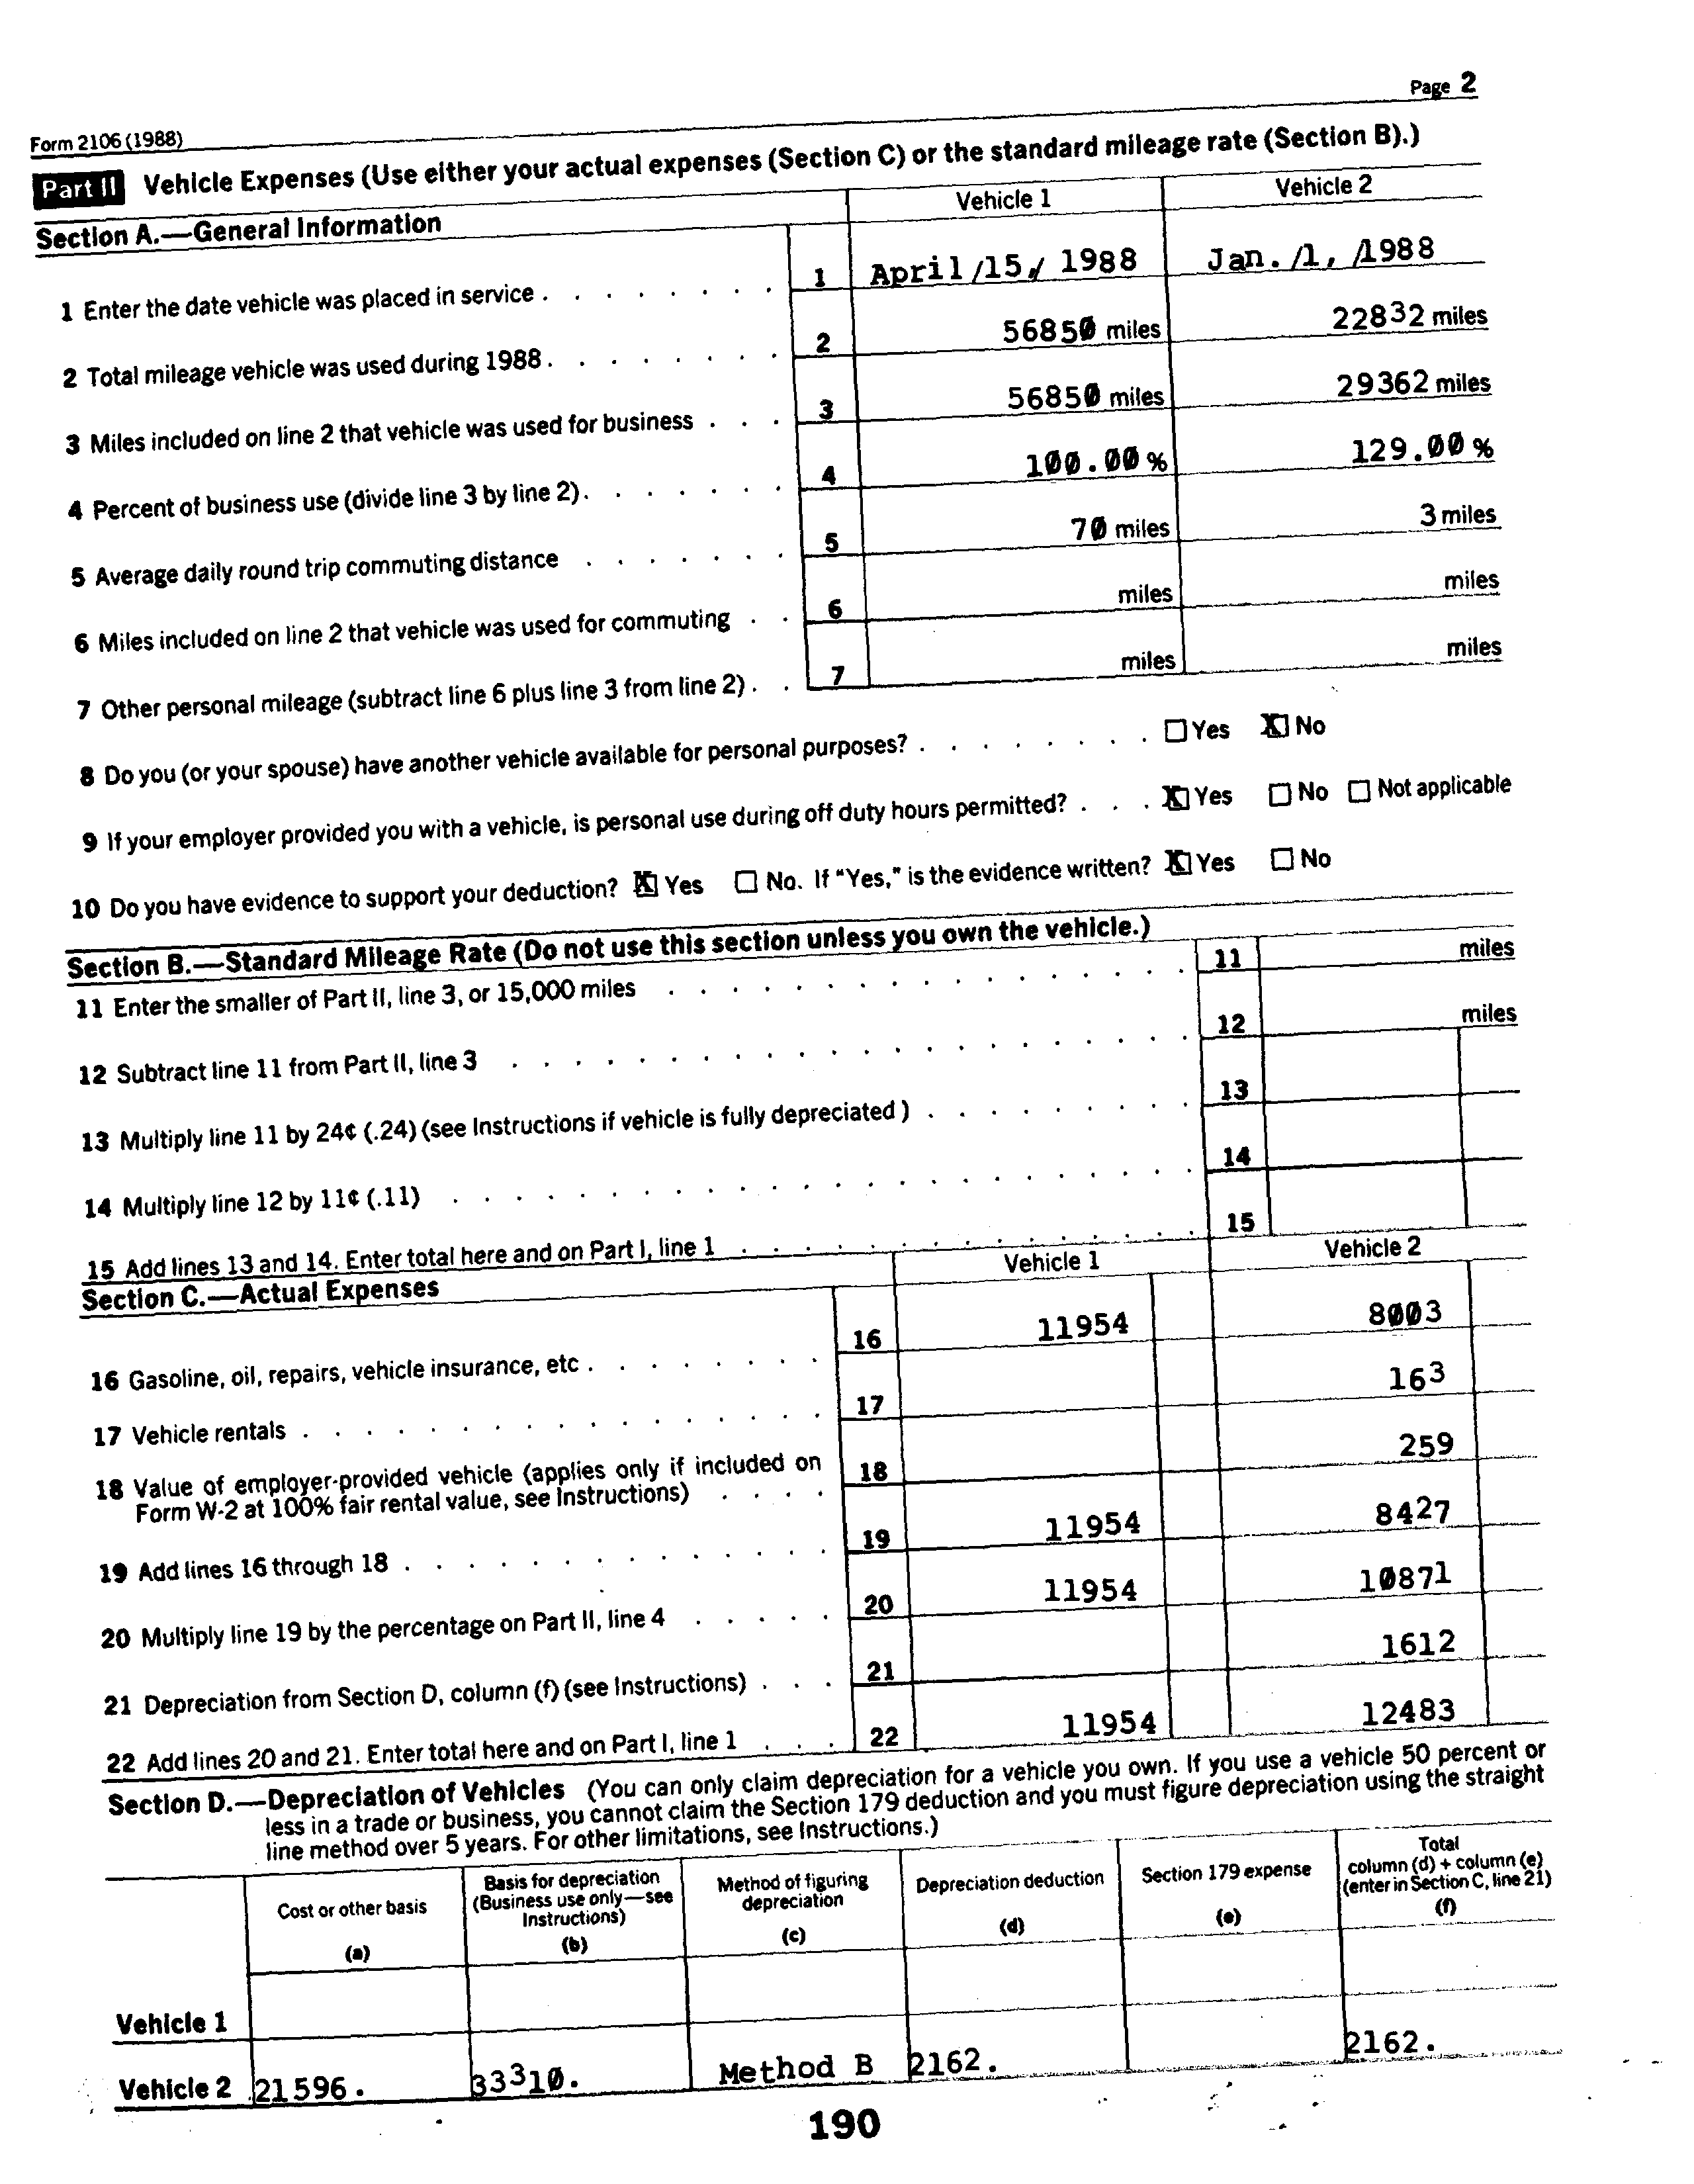 Page 2
Form 2106 (1988)
Part II Vehicle Expenses (Use either your actual expenses (Section C) or the standard mileage rate (Section B).)
Section A.—General Information Vehicle 1 Vehicle 2
1 Enter the date vehicle was placed in service . . . . . . . . 1 April/15/ 1988 Jan. /1, /1988
2 Total mileage vehicle was used during 1988 . . . . . . . . 2 56850 miles 22832 miles
3 Miles included on line 2 that vehicle was used for business . . . 3 56850 miles 29362 miles
4 Percent of business use (divide line 3 by line 2) . . . . . . . 4 100.00 % 129.00 %
5 Average daily round trip commuting distance . . . . . . . 5 70 miles 3 miles
6 Miles included on line 2 that vehicle was used for commuting . . 6 miles miles
7 Other personal mileage (subtract line 6 plus line 3 from line 2) . . 7 miles miles
8 Do you (or your spouse) have another vehicle available for personal purposes? . . . . . . . . ☐ Yes ☒ No
9 If your employer provided you with a vehicle, is personal use during off duty hours permitted? . . . ☒ Yes ☐ No ☐ Not applicable
10 Do you have evidence to support your deduction? ☒ Yes ☐ No. If "Yes," is the evidence written? ☒ Yes ☐ No
Section B.—Standard Mileage Rate (Do not use this section unless you own the vehicle.)
11 Enter the smaller of Part II, line 3, or 15,000 miles . . . . . . . . . . . . . . . . . 11 miles
12 Subtract line 11 from Part II, line 3 . . . . . . . . . . . . . . . . . . . . . . 12 miles
13 Multiply line 11 by 24¢ (.24) (see Instructions if vehicle is fully depreciated ) . . . . . . . . . 13
14 Multiply line 12 by 11¢ (.11) . . . . . . . . . . . . . . . . . . . . . . . . 14
15 Add lines 13 and 14. Enter total here and on Part I, line 1 . . . . . . . . . . . . . . . 15
Section C.—Actual Expenses Vehicle 1 Vehicle 2
16 Gasoline, oil, repairs, vehicle insurance, etc . . . . . . . . 16 11954 8003
17 Vehicle rentals . . . . . . . . . . . . . . . . . 17 163
18 Value of employer-provided vehicle (applies only if included on
Form W-2 at 100% fair rental value, see Instructions) . . . . 18 259
19 Add lines 16 through 18 . . . . . . . . . . . . . . 19 11954 8427
20 Multiply line 19 by the percentage on Part II, line 4 . . . . . 20 11954 10871
21 Depreciation from Section D, column (f) (see Instructions) . . . 21 1612
22 Add lines 20 and 21. Enter total here and on Part I, line 1 . . . 22 11954 12483
Section D.—Depreciation of Vehicles (You can only claim depreciation for a vehicle you own. If you use a vehicle 50 percent or
less in a trade or business, you cannot claim the Section 179 deduction and you must figure depreciation using the straight
line method over 5 years. For other limitations, see Instructions.)
Cost or other basis (a)
Basis for depreciation (Business use only—see Instructions) (b)
Method of figuring depreciation (c)
Depreciation deduction (d)
Section 179 expense (e)
Total column (d) + column (e) (enter in Section C, line 21) (f)
Vehicle 1
Vehicle 2 21596. 33310. Method B 2162. 2162.
190